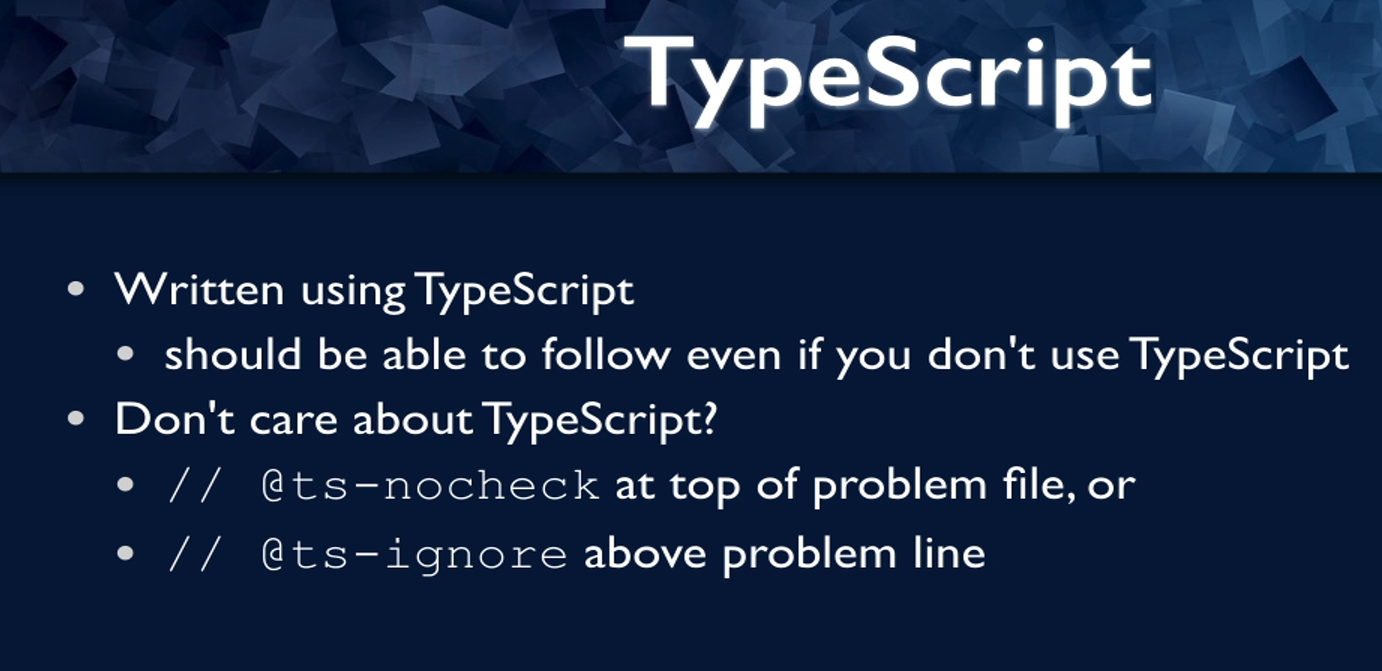 TypeScript
• Written using TypeScript
• should be able to follow even if you don't use TypeScript
• Don't care about TypeScript?
• // @ts-nocheck at top of problem file, or
• // @ts-ignore above problem line